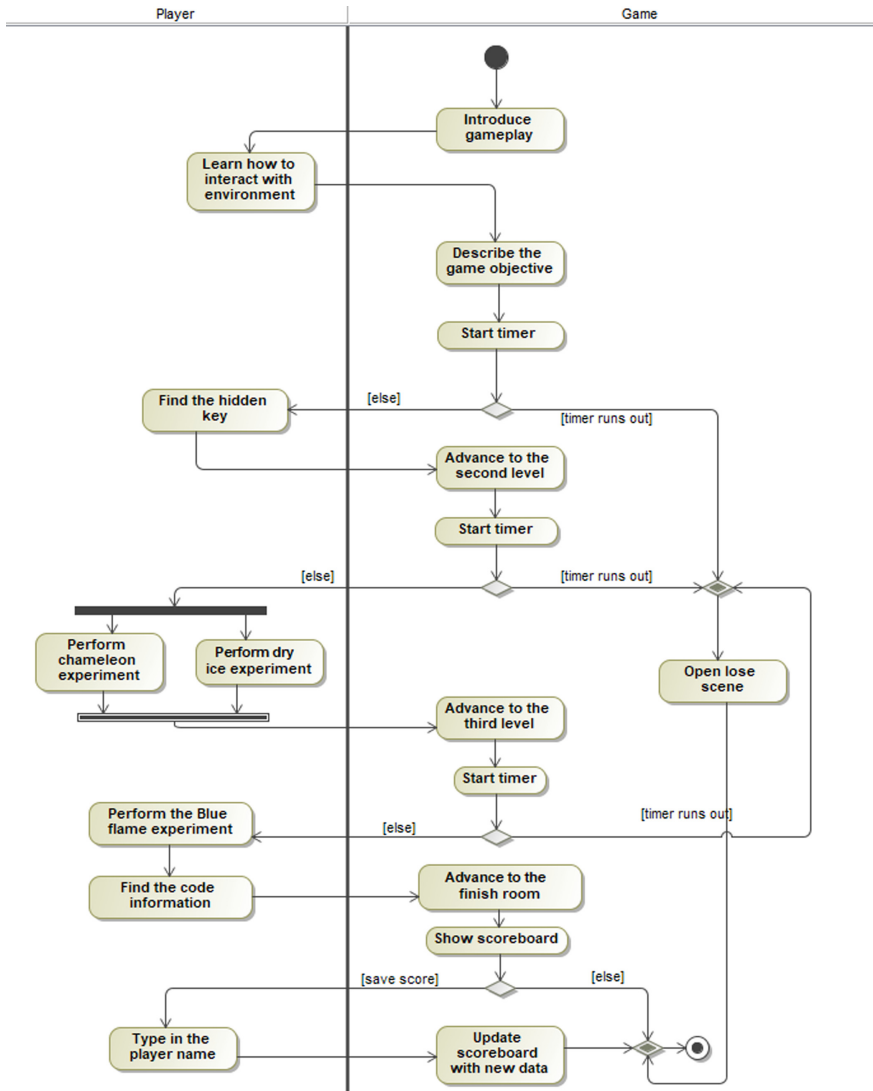 Player
Game
Introduce
gameplay
Learn how to
interact with
environment
Describe the
game objective
Start timer
[else]
[timer runs out]
Find the hidden
key
Advance to the
second level
Start timer
[else]
[timer runs out]
Perform
chameleon
experiment
Perform dry
ice experiment
Open lose
scene
Advance to the
third level
Start timer
[else]
[timer runs out]
Perform the Blue
flame experiment
Find the code
information
Advance to the
finish room
Show scoreboard
[save score]
[else]
Type in the
player name
Update
scoreboard
with new data